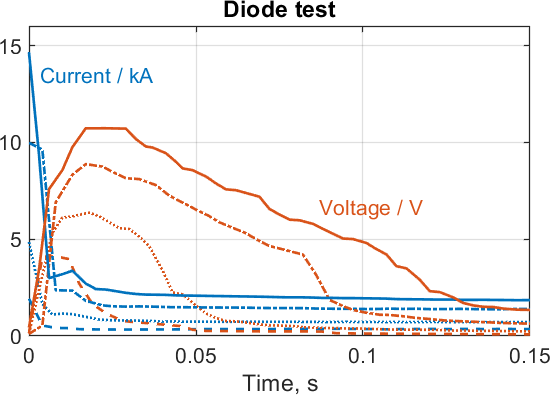 Diode test
15
Current / kA
10
Voltage / V
5
0
0 0.05 0.1 0.15
Time, s